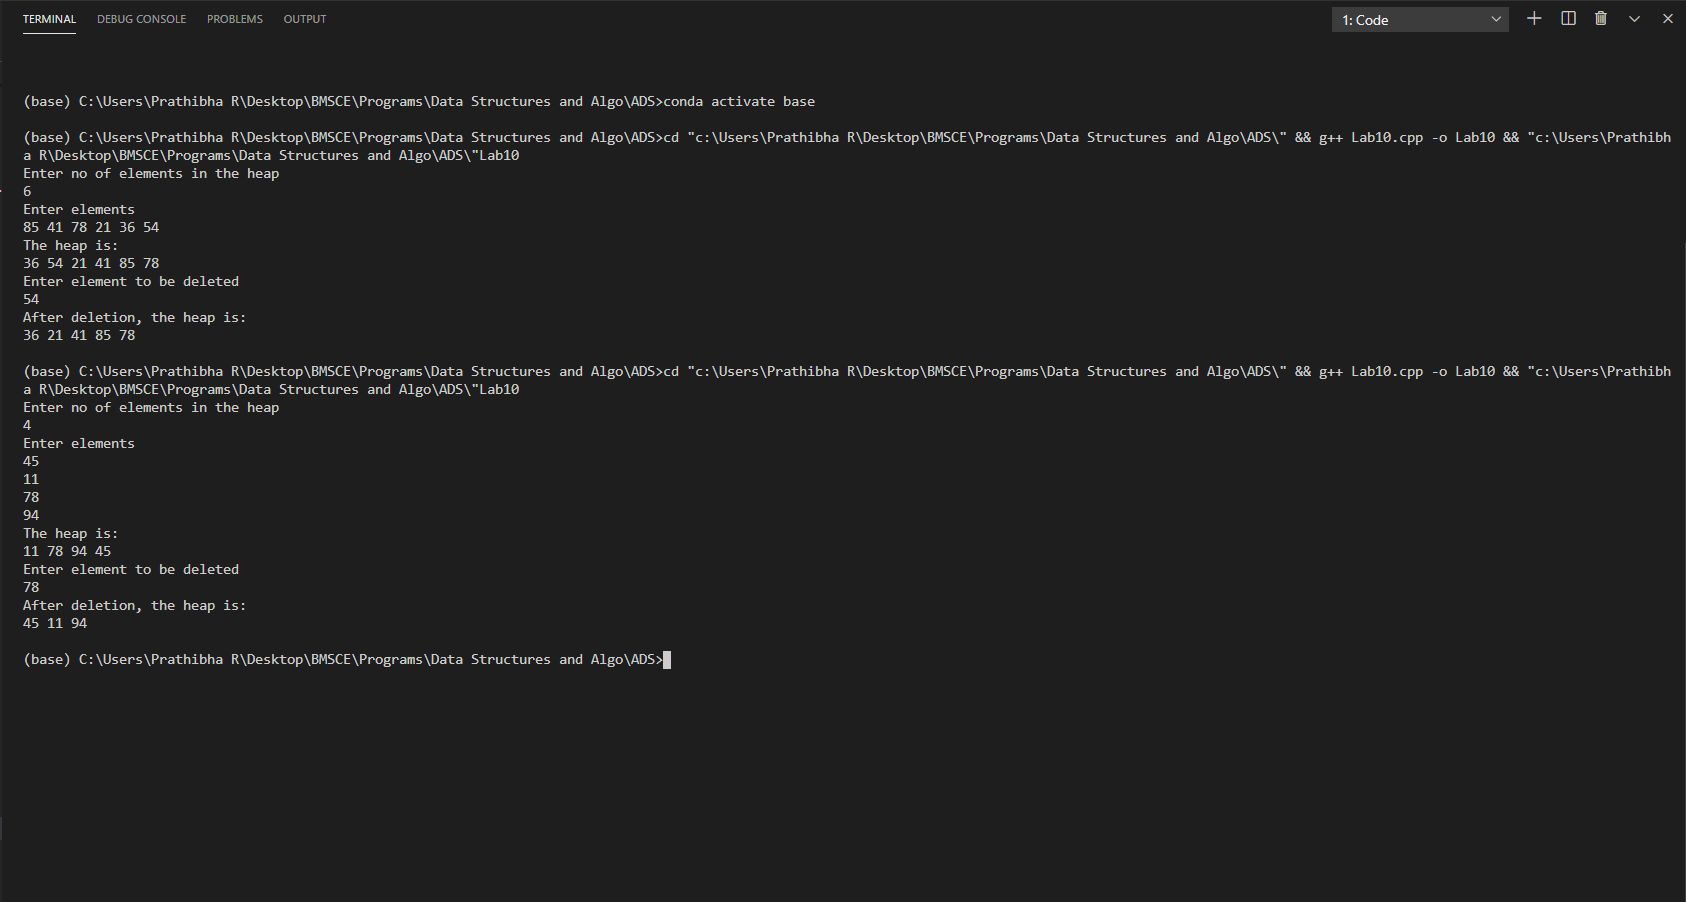 TERMINAL DEBUG CONSOLE PROBLEMS OUTPUT 1: Code
(base) C:\Users\Prathibha R\Desktop\BMSCE\Programs\Data Structures and Algo\ADS>conda activate base
(base) C:\Users\Prathibha R\Desktop\BMSCE\Programs\Data Structures and Algo\ADS>cd "c:\Users\Prathibha R\Desktop\BMSCE\Programs\Data Structures and Algo\ADS\" && g++ Lab10.cpp -o Lab10 && "c:\Users\Prathibh
a R\Desktop\BMSCE\Programs\Data Structures and Algo\ADS\"Lab10
Enter no of elements in the heap
6
Enter elements
85 41 78 21 36 54
The heap is:
36 54 21 41 85 78
Enter element to be deleted
54
After deletion, the heap is:
36 21 41 85 78
(base) C:\Users\Prathibha R\Desktop\BMSCE\Programs\Data Structures and Algo\ADS>cd "c:\Users\Prathibha R\Desktop\BMSCE\Programs\Data Structures and Algo\ADS\" && g++ Lab10.cpp -o Lab10 && "c:\Users\Prathibh
a R\Desktop\BMSCE\Programs\Data Structures and Algo\ADS\"Lab10
Enter no of elements in the heap
4
Enter elements
45
11
78
94
The heap is:
11 78 94 45
Enter element to be deleted
78
After deletion, the heap is:
45 11 94
(base) C:\Users\Prathibha R\Desktop\BMSCE\Programs\Data Structures and Algo\ADS>